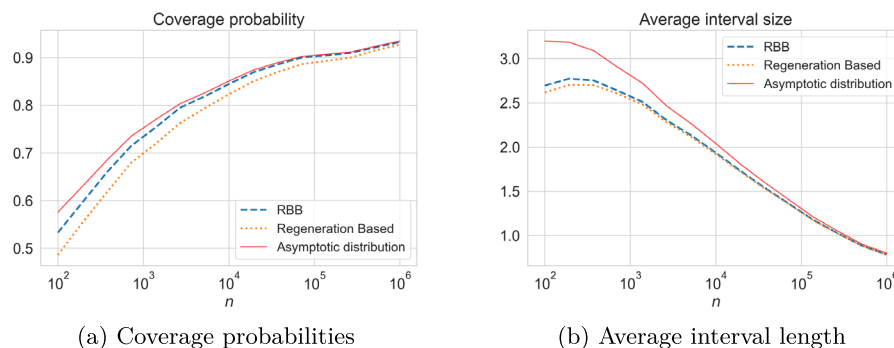 Coverage probability
0.9
0.8
0.7
0.6
0.5
RBB
Regeneration Based
Asymptotic distribution
10^2 10^3 10^4 10^5 10^6
n
(a) Coverage probabilities
Average interval size
3.0
2.5
2.0
1.5
1.0
RBB
Regeneration Based
Asymptotic distribution
10^2 10^3 10^4 10^5 10^6
n
(b) Average interval length